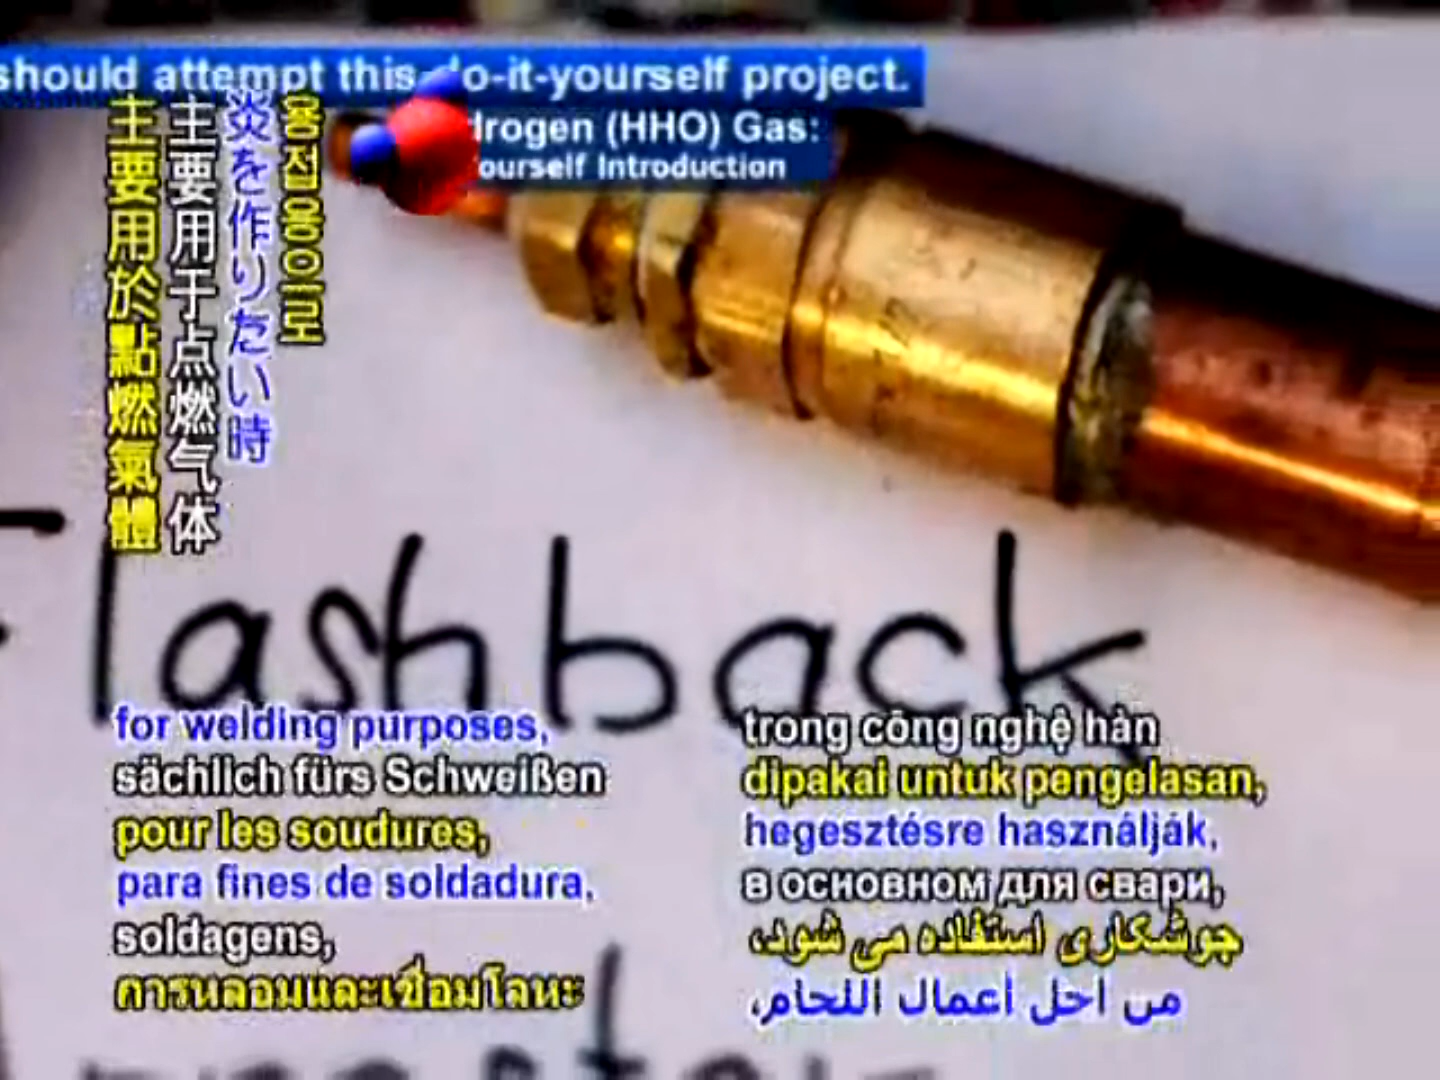 should attempt this do-it-yourself project.
drogen (HHO) Gas:
ourself Introduction
용접용으로
炎を作りたい時
主要用于点燃气体
主要用於點燃氣體
Flashback
for welding purposes,
sächlich fürs Schweißen
pour les soudures,
para fines de soldadura,
soldagens,
การหลอมและเชื่อมโลหะ
trong công nghệ hàn
dipakai untuk pengelasan,
hegesztésre használják,
в основном для свари,
جوشکاری استفاده می شود،
من أجل أعمال اللحام،